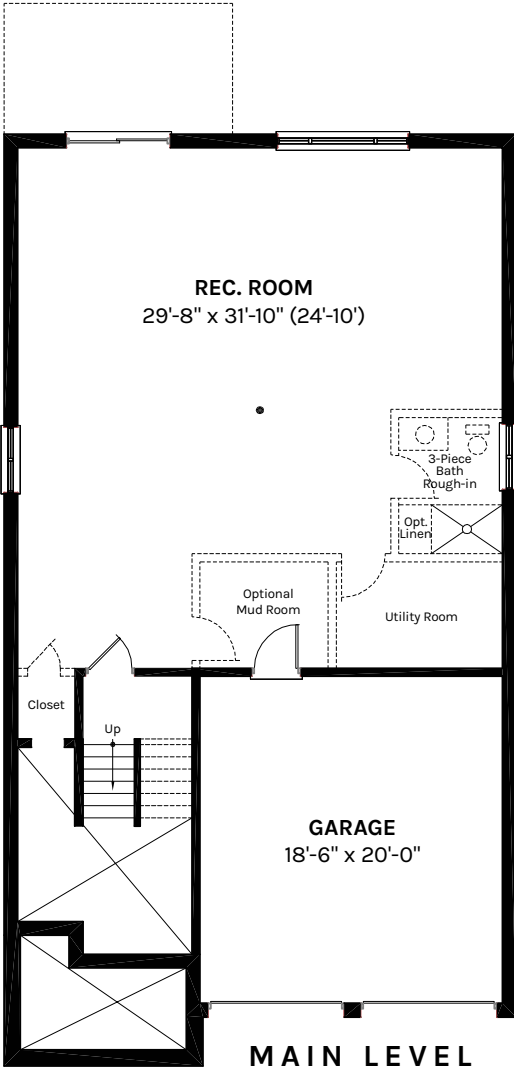 REC. ROOM
29'-8" x 31'-10" (24'-10')
3-Piece
Bath
Rough-in
Opt.
Linen
Optional
Mud Room
Utility Room
Closet
Up
GARAGE
18'-6" x 20'-0"
MAIN LEVEL